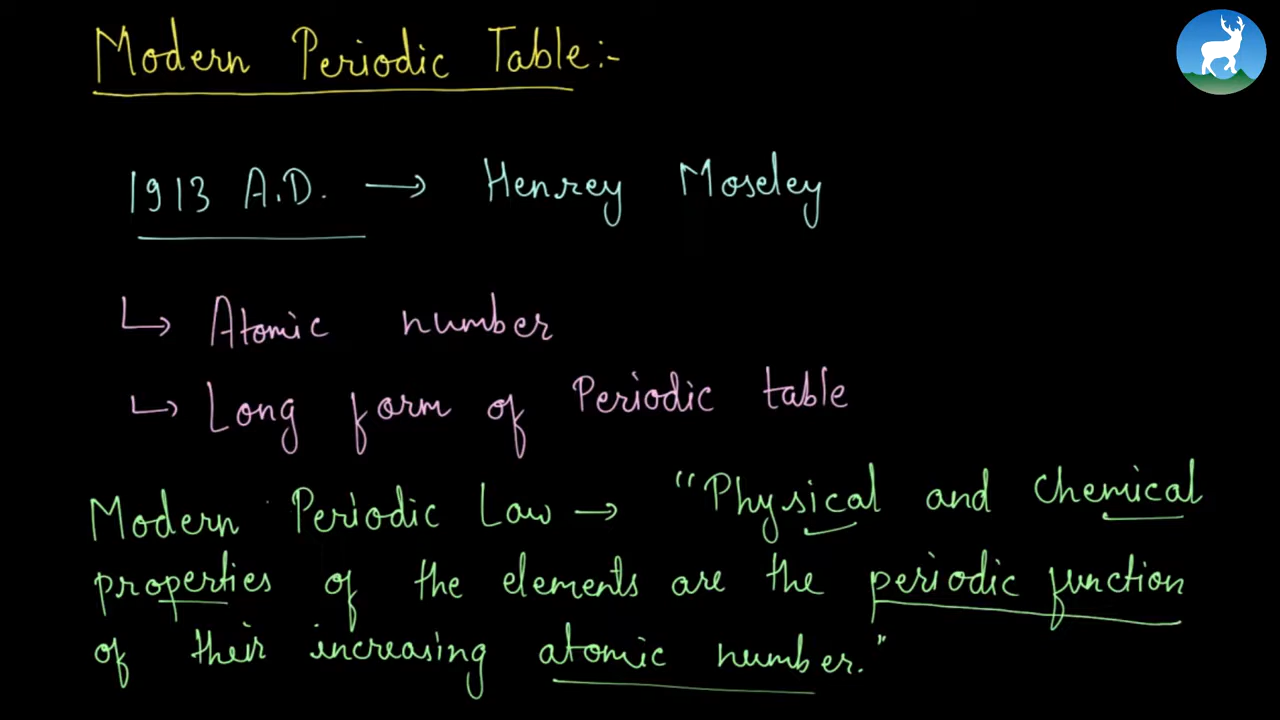 Modern Periodic Table:-
1913 A.D. → Henrey Moseley
↳ Atomic number
↳ Long form of Periodic table
Modern Periodic Law → "Physical and Chemical
properties of the elements are the periodic function
of their increasing atomic number."